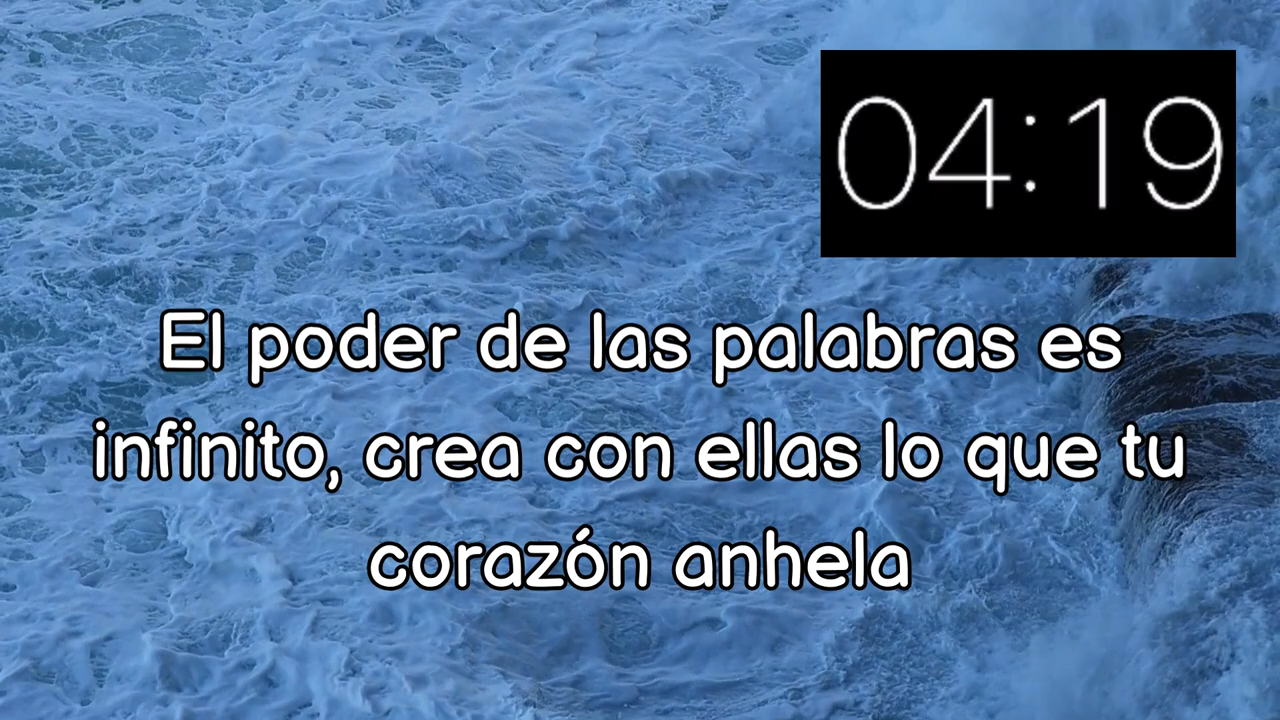 04:19
El poder de las palabras es
infinito, crea con ellas lo que tu
corazón anhela